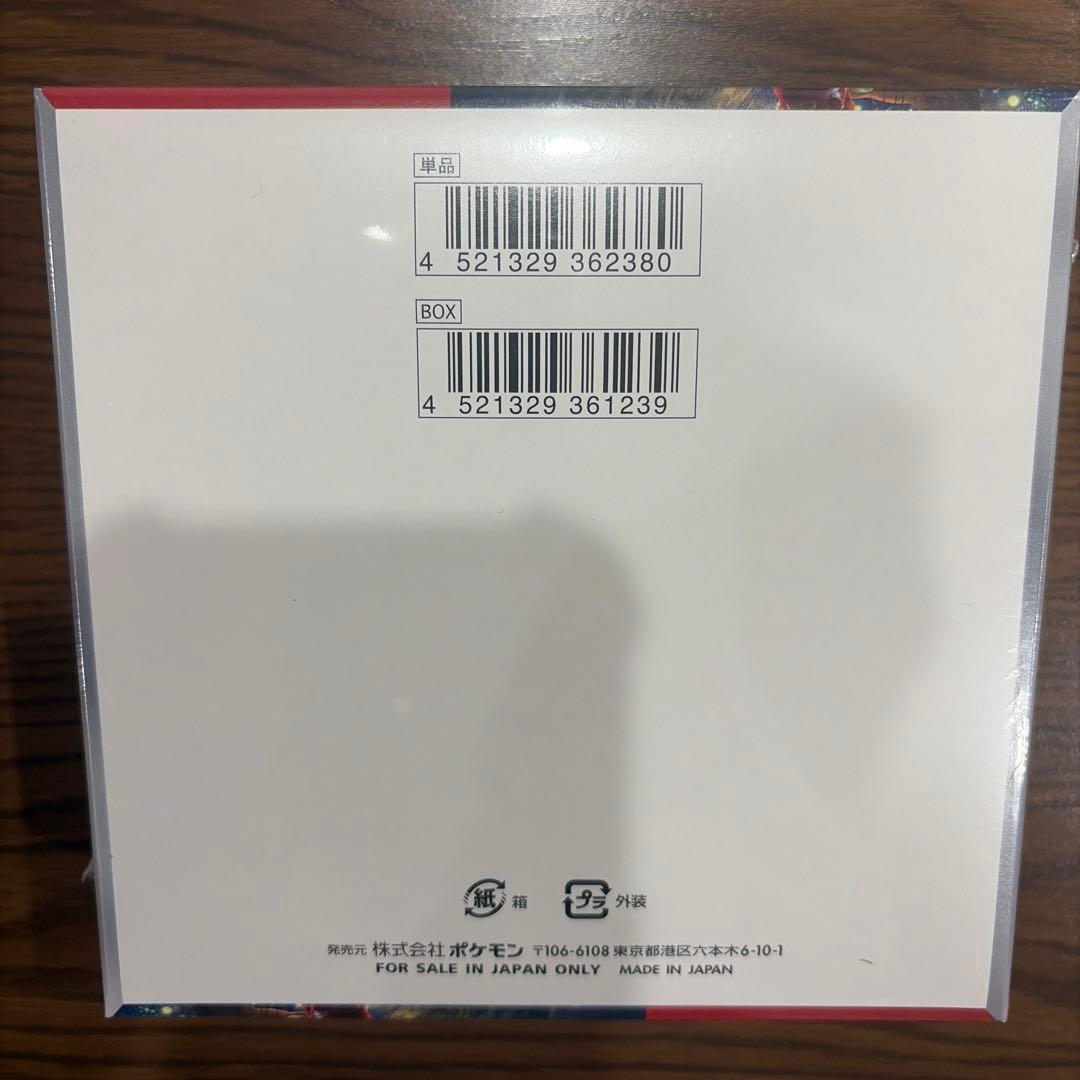 単品
4 521329 362380
BOX
4 521329 361239
紙 箱 プラ 外装
発売元 株式会社 ポケモン 〒106-6108 東京都港区六本木6-10-1
FOR SALE IN JAPAN ONLY MADE IN JAPAN